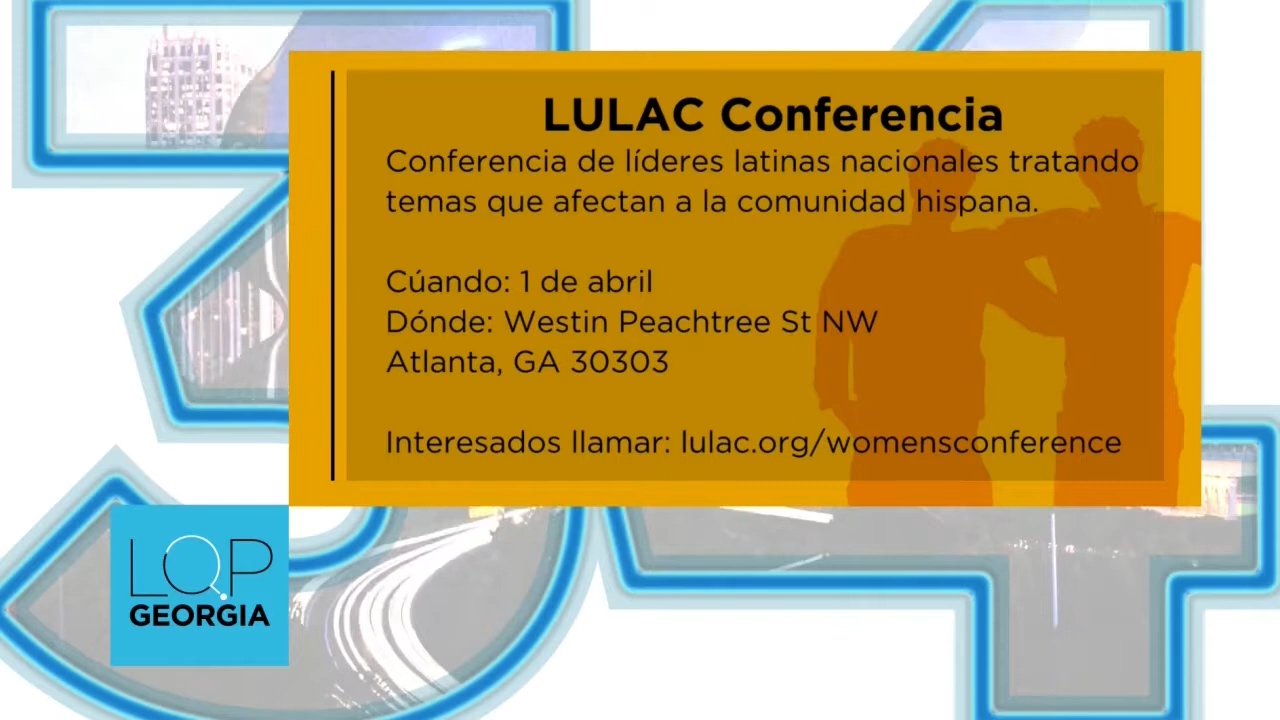 LULAC Conferencia
Conferencia de líderes latinas nacionales tratando
temas que afectan a la comunidad hispana.
Cúando: 1 de abril
Dónde: Westin Peachtree St NW
Atlanta, GA 30303
Interesados llamar: lulac.org/womensconference
LQP
GEORGIA
34